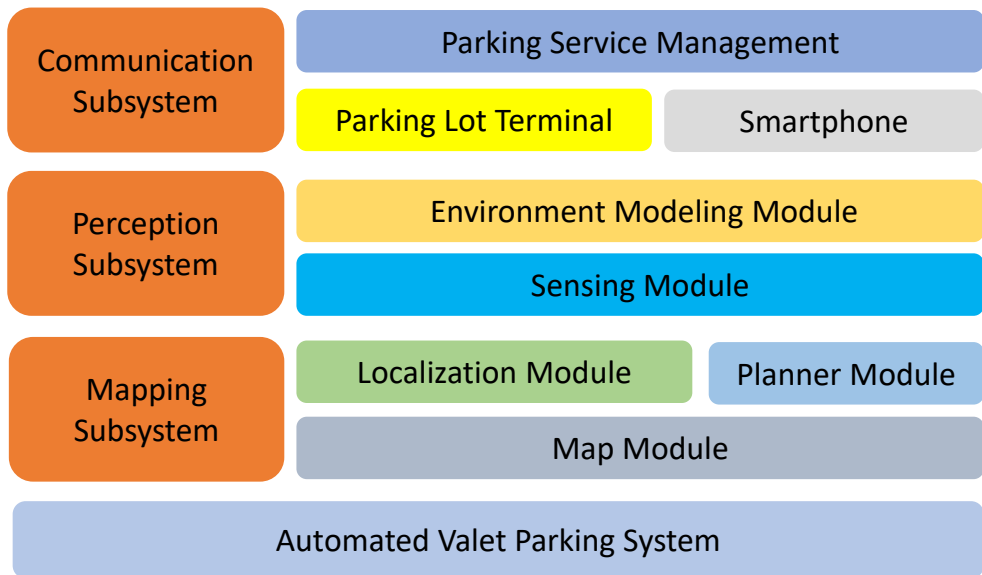 Communication
Subsystem
Parking Service Management
Parking Lot Terminal
Smartphone
Perception
Subsystem
Environment Modeling Module
Sensing Module
Mapping
Subsystem
Localization Module
Planner Module
Map Module
Automated Valet Parking System